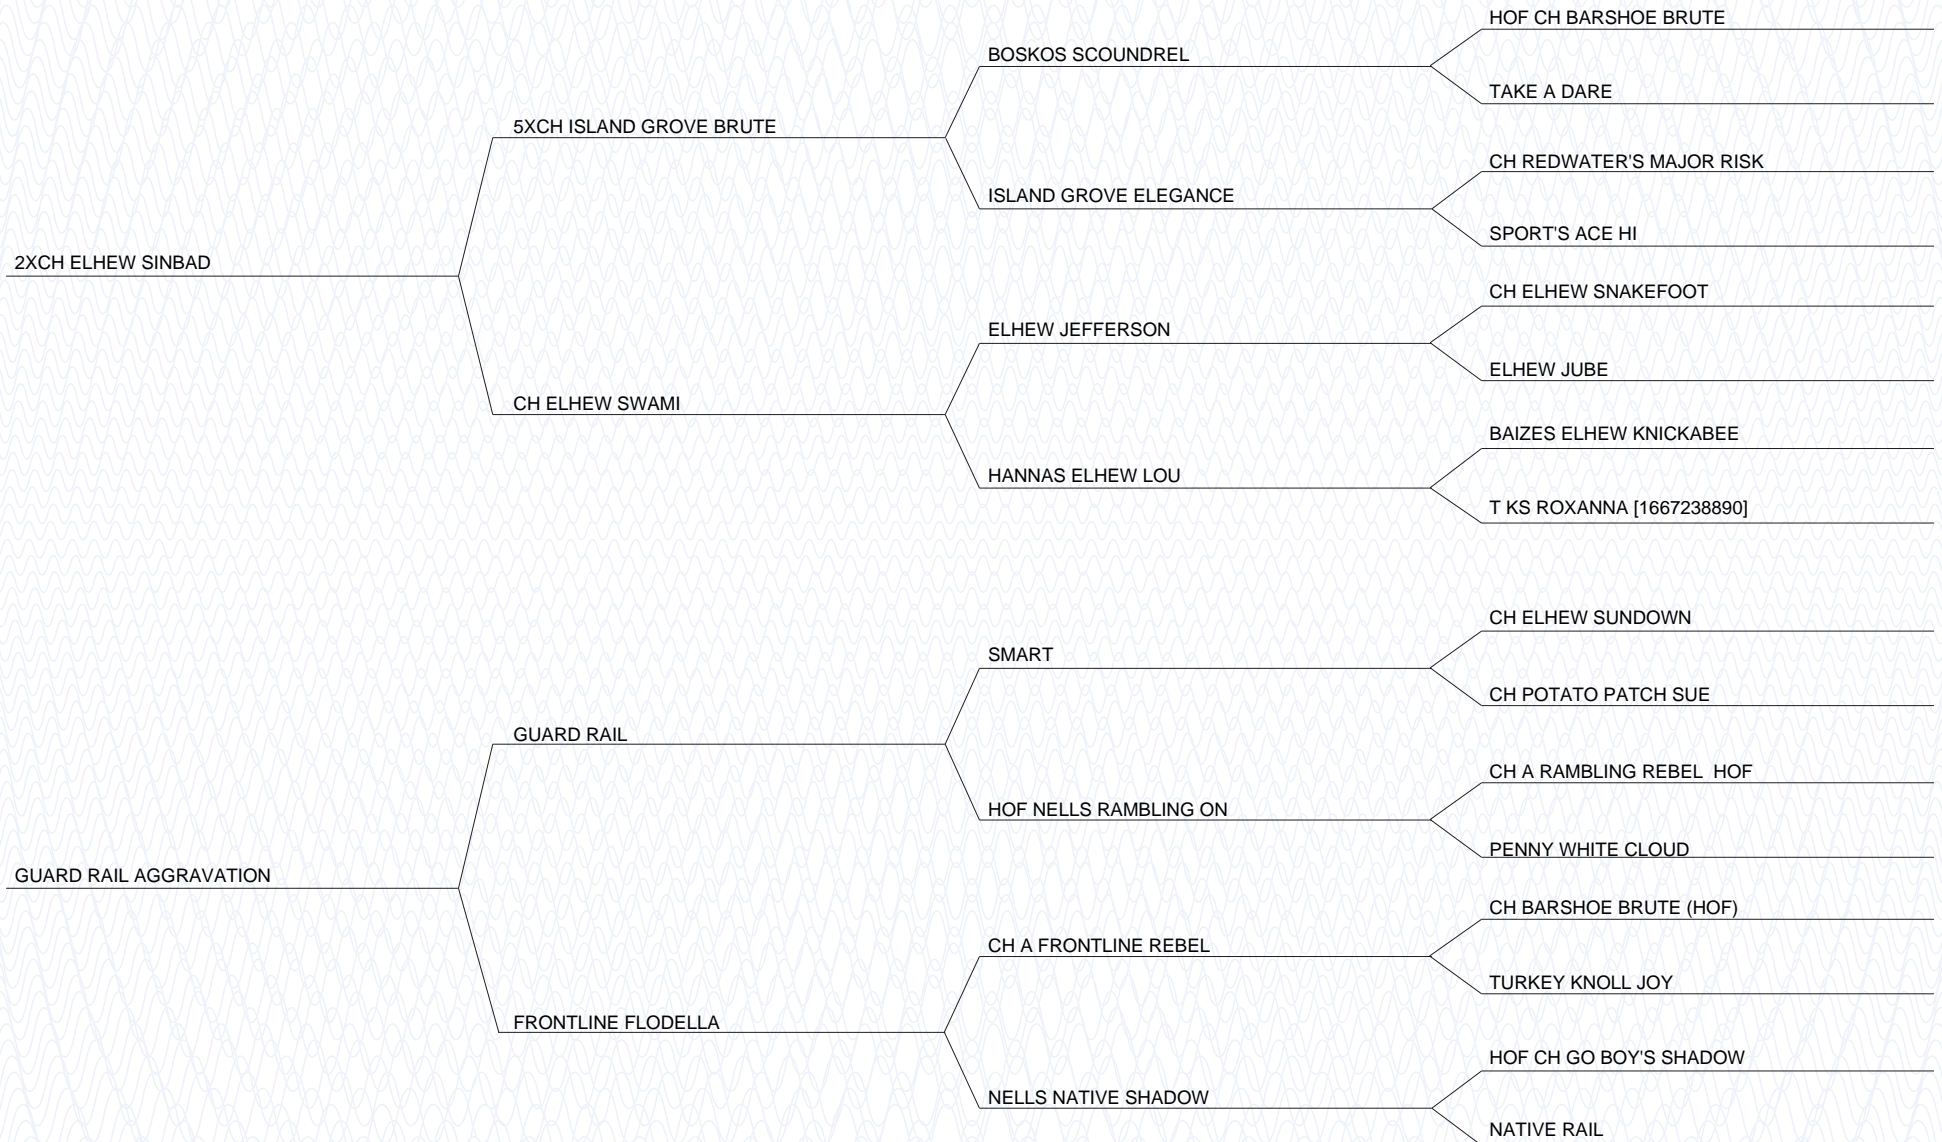 HOF CH BARSHOE BRUTE
BOSKOS SCOUNDREL
TAKE A DARE
5XCH ISLAND GROVE BRUTE
CH REDWATER'S MAJOR RISK
ISLAND GROVE ELEGANCE
SPORT'S ACE HI
2XCH ELHEW SINBAD
CH ELHEW SNAKEFOOT
ELHEW JEFFERSON
ELHEW JUBE
CH ELHEW SWAMI
BAIZES ELHEW KNICKABEE
HANNAS ELHEW LOU
T KS ROXANNA [1667238890]
CH ELHEW SUNDOWN
SMART
CH POTATO PATCH SUE
GUARD RAIL
CH A RAMBLING REBEL  HOF
HOF NELLS RAMBLING ON
PENNY WHITE CLOUD
GUARD RAIL AGGRAVATION
CH BARSHOE BRUTE (HOF)
CH A FRONTLINE REBEL
TURKEY KNOLL JOY
FRONTLINE FLODELLA
HOF CH GO BOY'S SHADOW
NELLS NATIVE SHADOW
NATIVE RAIL